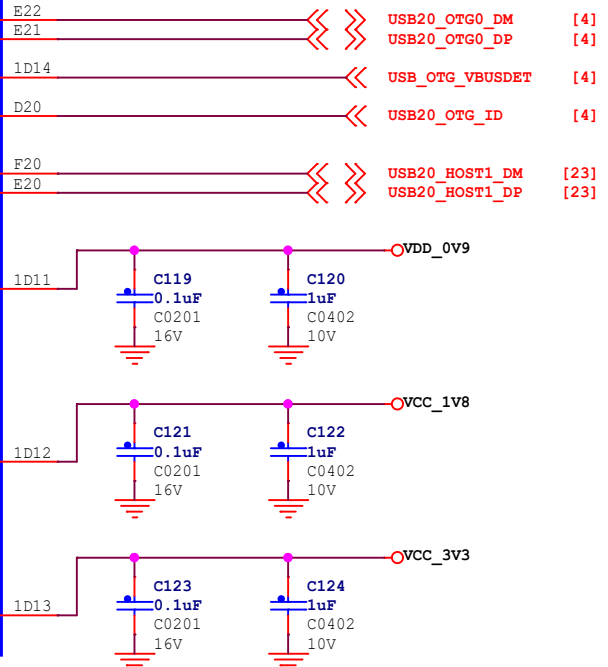 E22 USB20_OTG0_DM [4]
E21 USB20_OTG0_DP [4]
1D14 USB_OTG_VBUSDET [4]
D20 USB20_OTG_ID [4]
F20 USB20_HOST1_DM [23]
E20 USB20_HOST1_DP [23]
VDD_0V9
1D11 C119 C120
0.1uF 1uF
C0201 C0402
16V 10V
VCC_1V8
C121 C122
1D12 0.1uF 1uF
C0201 C0402
16V 10V
VCC_3V3
C123 C124
1D13 0.1uF 1uF
C0201 C0402
16V 10V